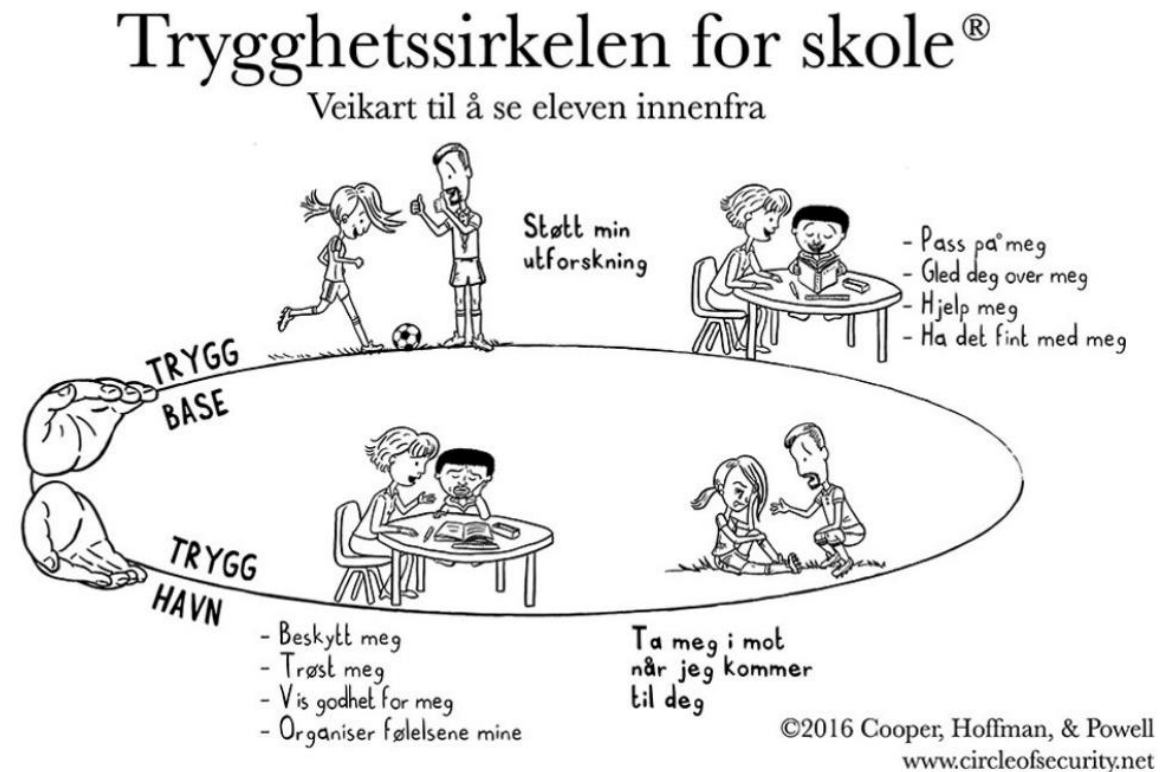 Trygghetssirkelen for skole®
Veikart til å se eleven innenfra
Støtt min
utforskning
- Pass på meg
- Gled deg over meg
- Hjelp meg
- Ha det fint med meg
TRYGG
BASE
TRYGG
HAVN
- Beskytt meg
- Trøst meg
- Vis godhet for meg
- Organiser følelsene mine
Ta meg i mot
når jeg kommer
til deg
©2016 Cooper, Hoffman, & Powell
www.circleofsecurity.net